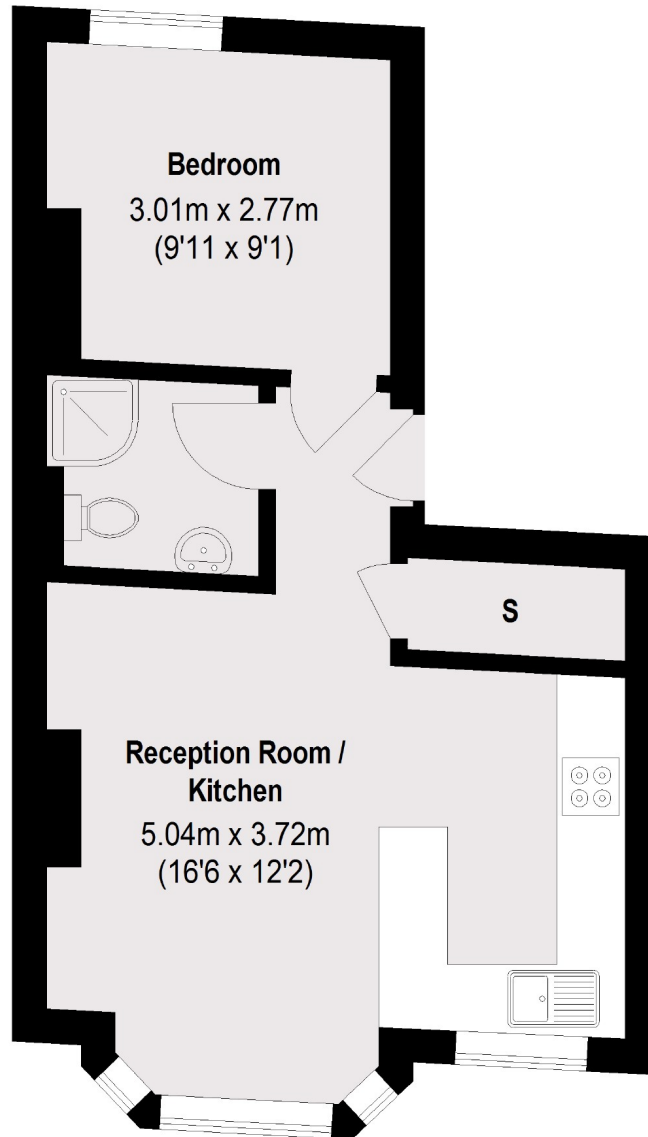 Bedroom
3.01m x 2.77m
(9'11 x 9'1)
S
Reception Room /
Kitchen
5.04m x 3.72m
(16'6 x 12'2)